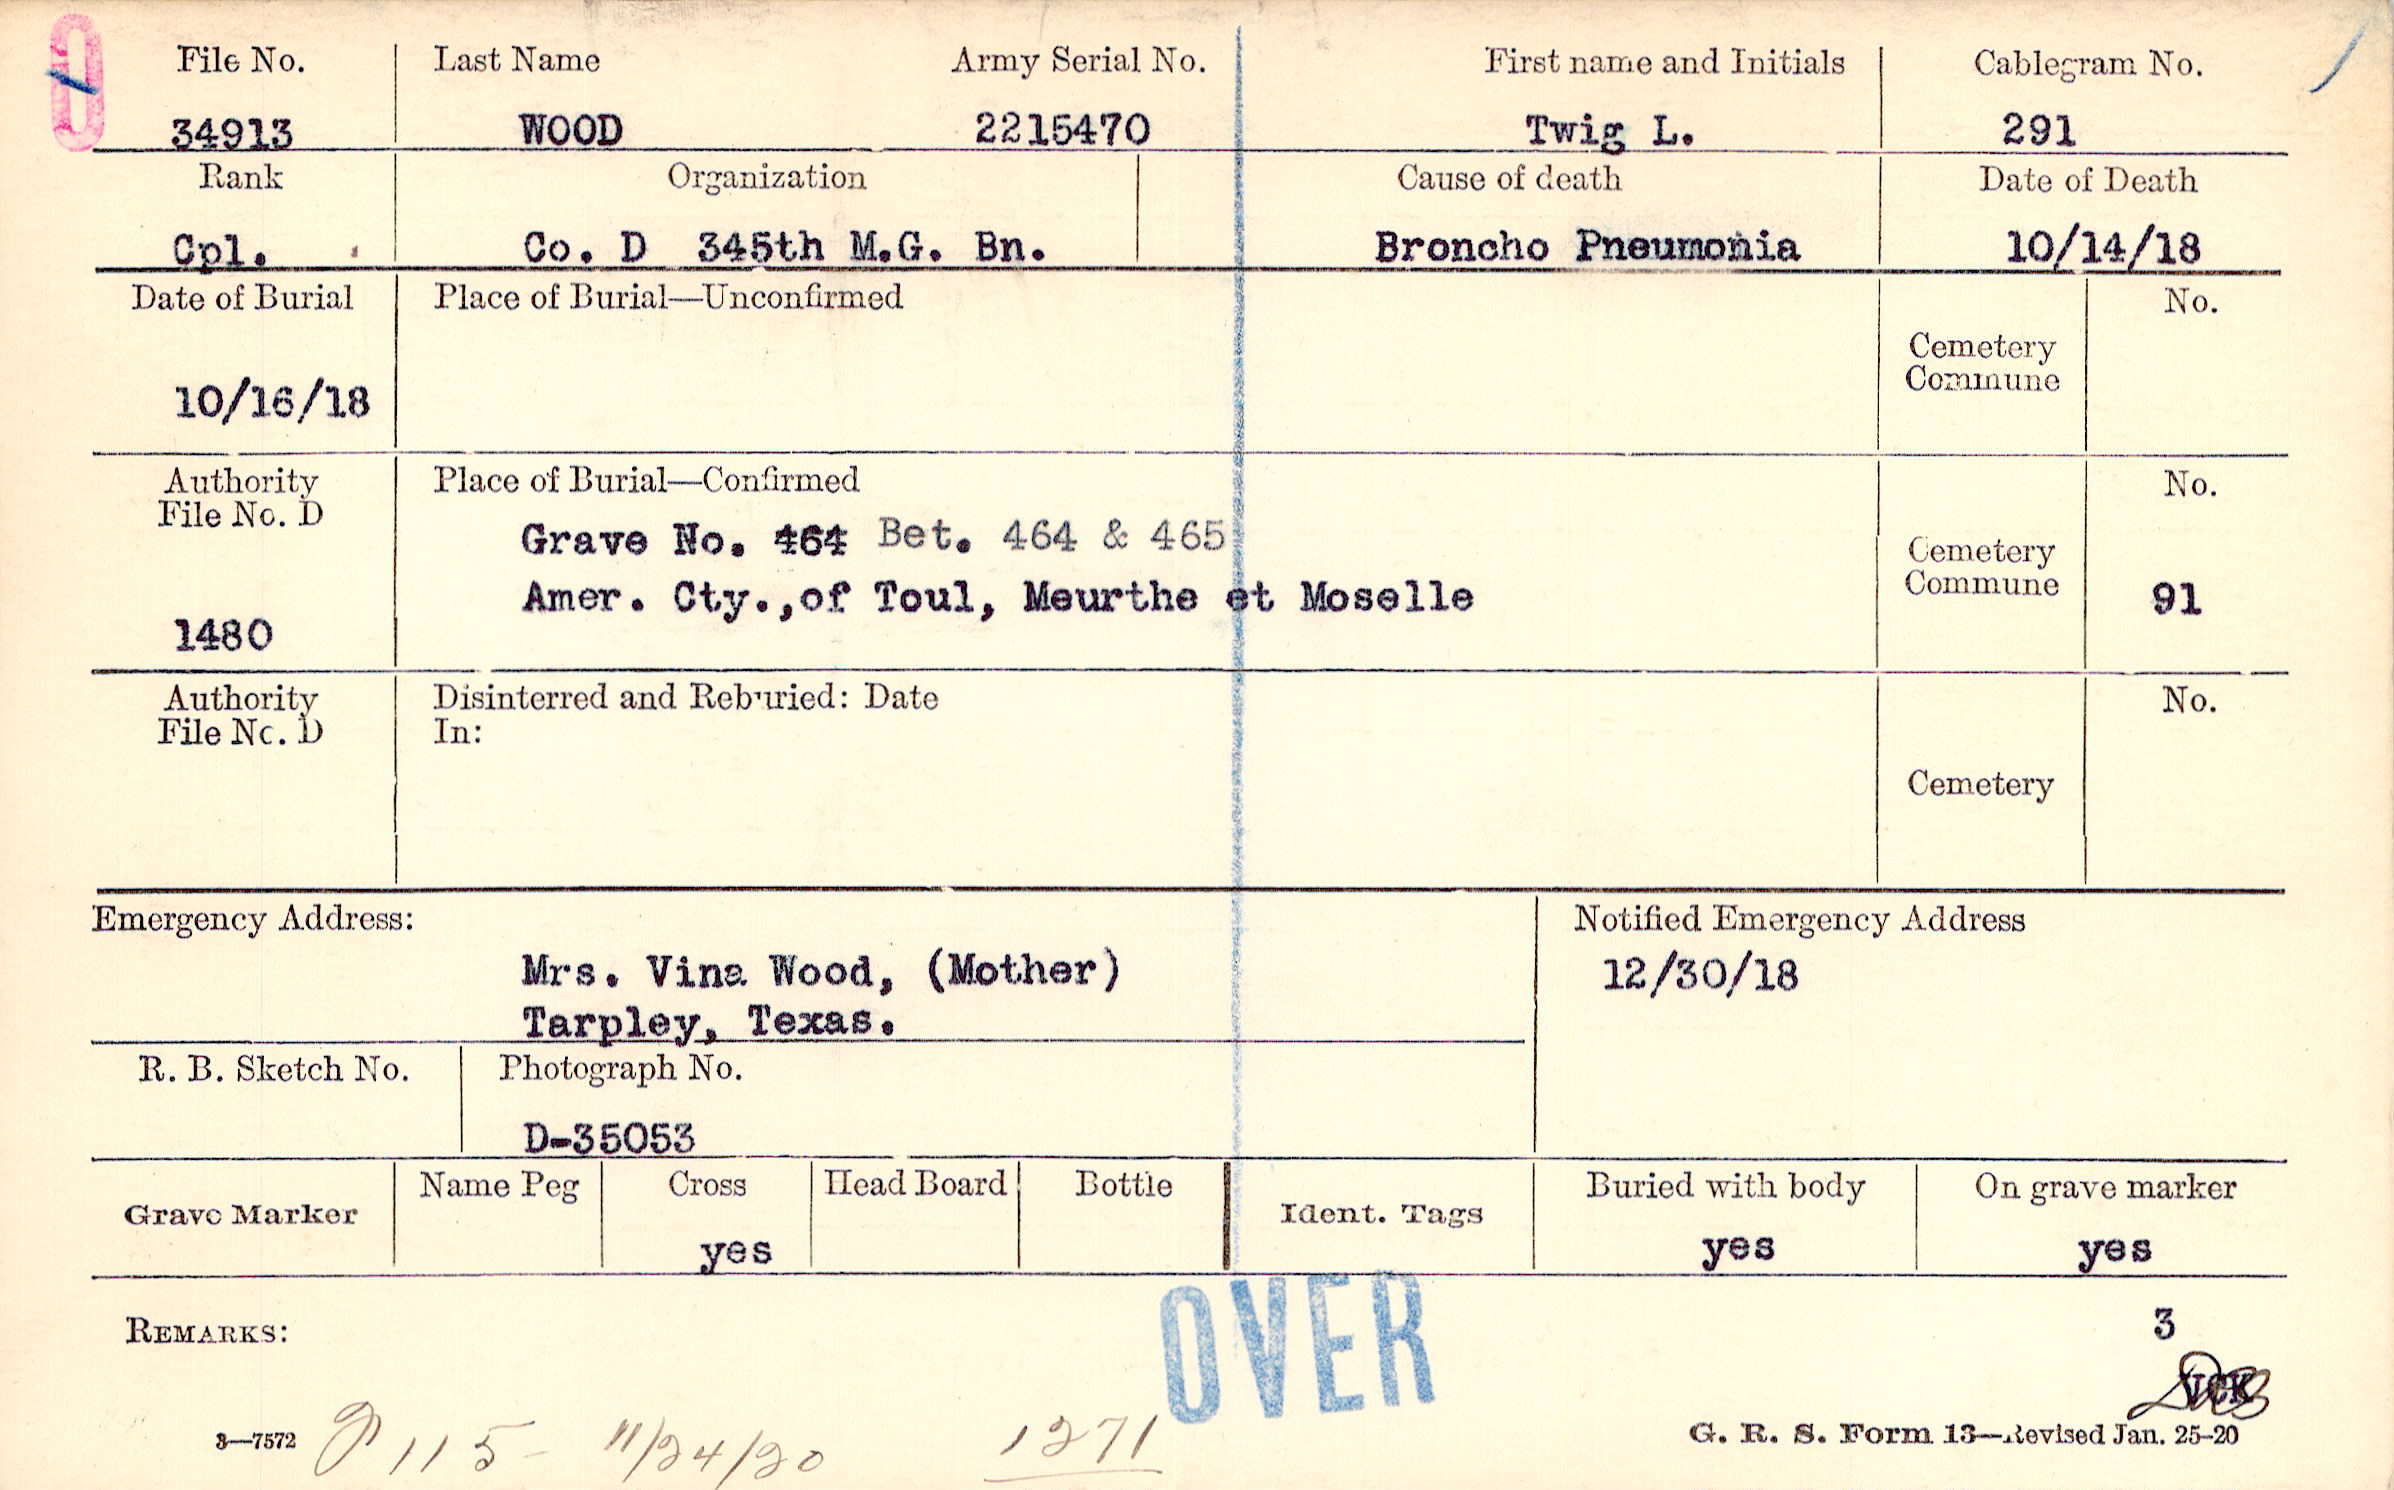 0
File No. Last Name Army Serial No. First name and Initials Cablegram No.
34913 WOOD 2215470 Twig L. 291
Rank Organization Cause of death Date of Death
Cpl. Co. D 345th M.G. Bn. Broncho Pneumonia 10/14/18
Date of Burial Place of Burial—Unconfirmed No.
Cemetery
Commune
10/16/18
Authority Place of Burial—Confirmed No.
File No. D
Grave No. 464 Bet. 464 & 465
Cemetery
Commune
Amer. Cty.,of Toul, Meurthe et Moselle 91
1480
Authority Disinterred and Reburied: Date No.
File No. D In:
Cemetery
Emergency Address: Notified Emergency Address
Mrs. Vina Wood, (Mother) 12/30/18
Tarpley, Texas.
R. B. Sketch No. Photograph No.
D-35053
Grave Marker Name Peg Cross Head Board Bottle Ident. Tags Buried with body On grave marker
yes yes yes
OVER
REMARKS: 3
3—7572 115- 11/24/20 1271 G. R. S. Form 13—Revised Jan. 25-20